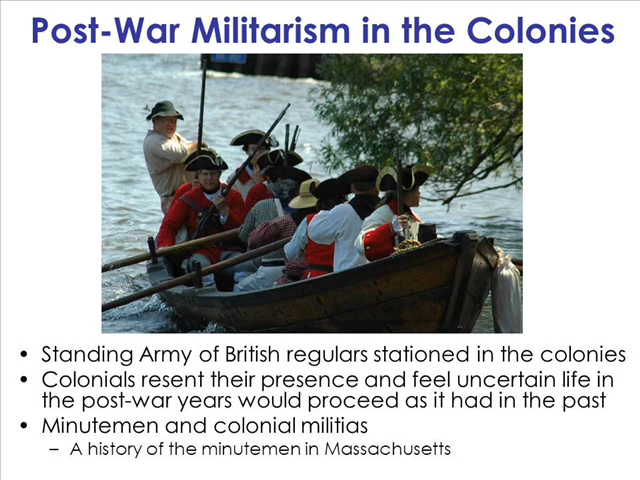 Post-War Militarism in the Colonies
• Standing Army of British regulars stationed in the colonies
• Colonials resent their presence and feel uncertain life in
the post-war years would proceed as it had in the past
• Minutemen and colonial militias
– A history of the minutemen in Massachusetts